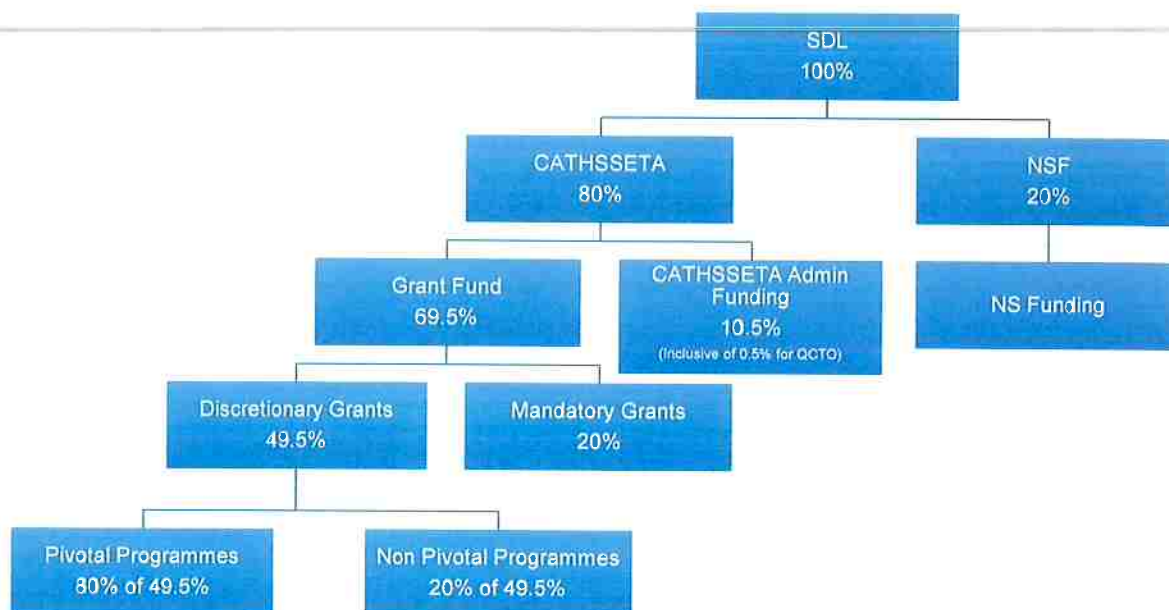 SDL
100%
CATHSSETA
80%
NSF
20%
Grant Fund
69.5%
CATHSSETA Admin
Funding
10.5%
(Inclusive of 0.5% for QCTO)
NS Funding
Discretionary Grants
49.5%
Mandatory Grants
20%
Pivotal Programmes
80% of 49.5%
Non Pivotal Programmes
20% of 49.5%